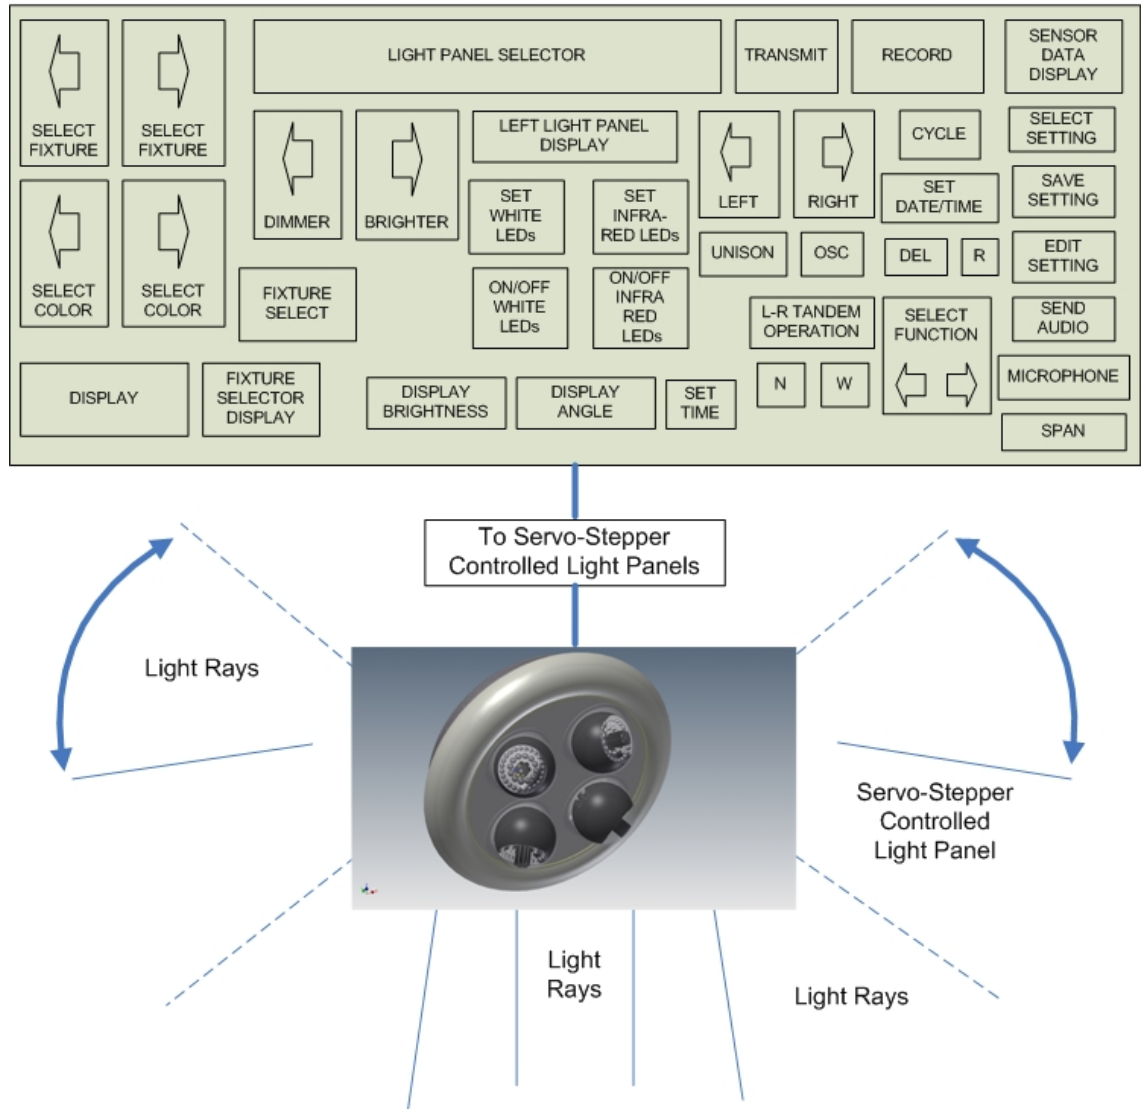 SELECT
FIXTURE
SELECT
FIXTURE
LIGHT PANEL SELECTOR
TRANSMIT
RECORD
SENSOR
DATA
DISPLAY
DIMMER
BRIGHTER
LEFT LIGHT PANEL
DISPLAY
LEFT
RIGHT
CYCLE
SELECT
SETTING
SELECT
COLOR
SELECT
COLOR
SET
WHITE
LEDs
SET
INFRA-
RED LEDs
SET
DATE/TIME
SAVE
SETTING
UNISON
OSC
DEL
R
EDIT
SETTING
FIXTURE
SELECT
ON/OFF
WHITE
LEDs
ON/OFF
INFRA
RED
LEDs
L-R TANDEM
OPERATION
SELECT
FUNCTION
SEND
AUDIO
DISPLAY
FIXTURE
SELECTOR
DISPLAY
DISPLAY
BRIGHTNESS
DISPLAY
ANGLE
SET
TIME
N
W
MICROPHONE
SPAN
To Servo-Stepper
Controlled Light Panels
Light Rays
Servo-Stepper
Controlled
Light Panel
Light
Rays
Light Rays